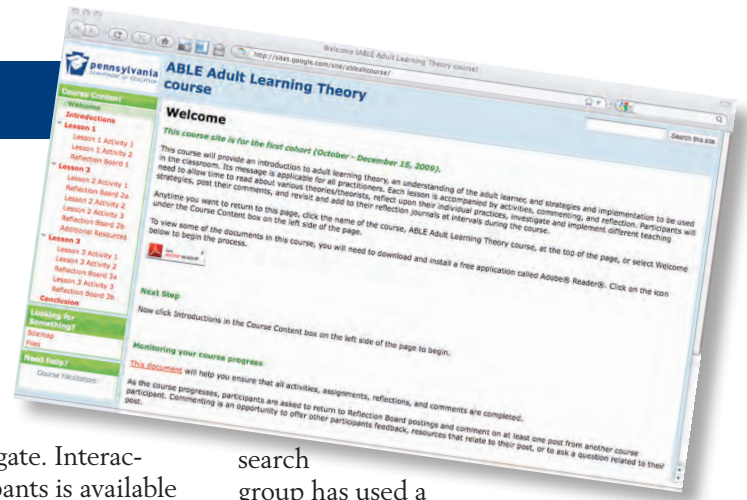 Welcome (ABLE Adult Learning Theory course)
http://sites.google.com/site/ablealtcourse/
Search this site
pennsylvania
DEPARTMENT OF EDUCATION
ABLE Adult Learning Theory
course
Course Content
Welcome
Introductions
Lesson 1
Lesson 1 Activity 1
Lesson 1 Activity 2
Reflection Board 1
Lesson 2
Lesson 2 Activity 1
Reflection Board 2a
Lesson 2 Activity 2
Lesson 2 Activity 3
Reflection Board 2b
Additional Resources
Lesson 3
Lesson 3 Activity 1
Lesson 3 Activity 2
Reflection Board 3a
Lesson 3 Activity 3
Reflection Board 3b
Conclusion
Looking for
Something?
Sitemap
Files
Need Help?
Course Facilitators:
Welcome
This course site is for the first cohort (October - December 15, 2009).
This course will provide an introduction to adult learning theory, an understanding of the adult learner, and strategies and implementation to be used
in the classroom. Its message is applicable for all practitioners. Each lesson is accompanied by activities, commenting, and reflection. Participants will
need to allow time to read about various theories/theorists, reflect upon their individual practices, investigate and implement different teaching
strategies, post their comments, and revisit and add to their reflection journals at intervals during the course.
Anytime you want to return to this page, click the name of the course, ABLE Adult Learning Theory course, at the top of the page, or select Welcome
under the Course Content box on the left side of the page.
To view some of the documents in this course, you will need to download and install a free application called Adobe® Reader®. Click on the icon
below to begin the process.
Get
ADOBE® READER®
Next Step
Now click Introductions in the Course Content box on the left side of the page to begin.
Monitoring your course progress
This document will help you ensure that all activities, assignments, reflections, and comments are completed.
As the course progresses, participants are asked to return to Reflection Board postings and comment on at least one post from another course
participant. Commenting is an opportunity to offer other participants feedback, resources that relate to their post, or to ask a question related to their
post.
gate. Interac-
pants is available
search
group has used a